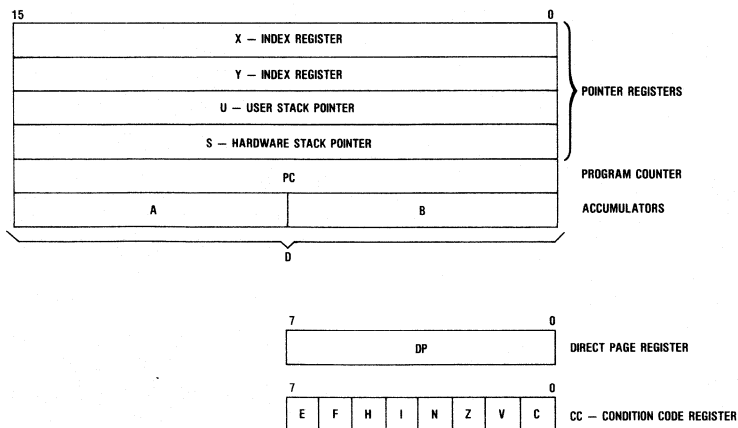 15 0
X – INDEX REGISTER
Y – INDEX REGISTER
U – USER STACK POINTER
S – HARDWARE STACK POINTER
POINTER REGISTERS
PC
PROGRAM COUNTER
A B
ACCUMULATORS
D
7 0
DP
DIRECT PAGE REGISTER
7 0
E F H I N Z V C
CC – CONDITION CODE REGISTER